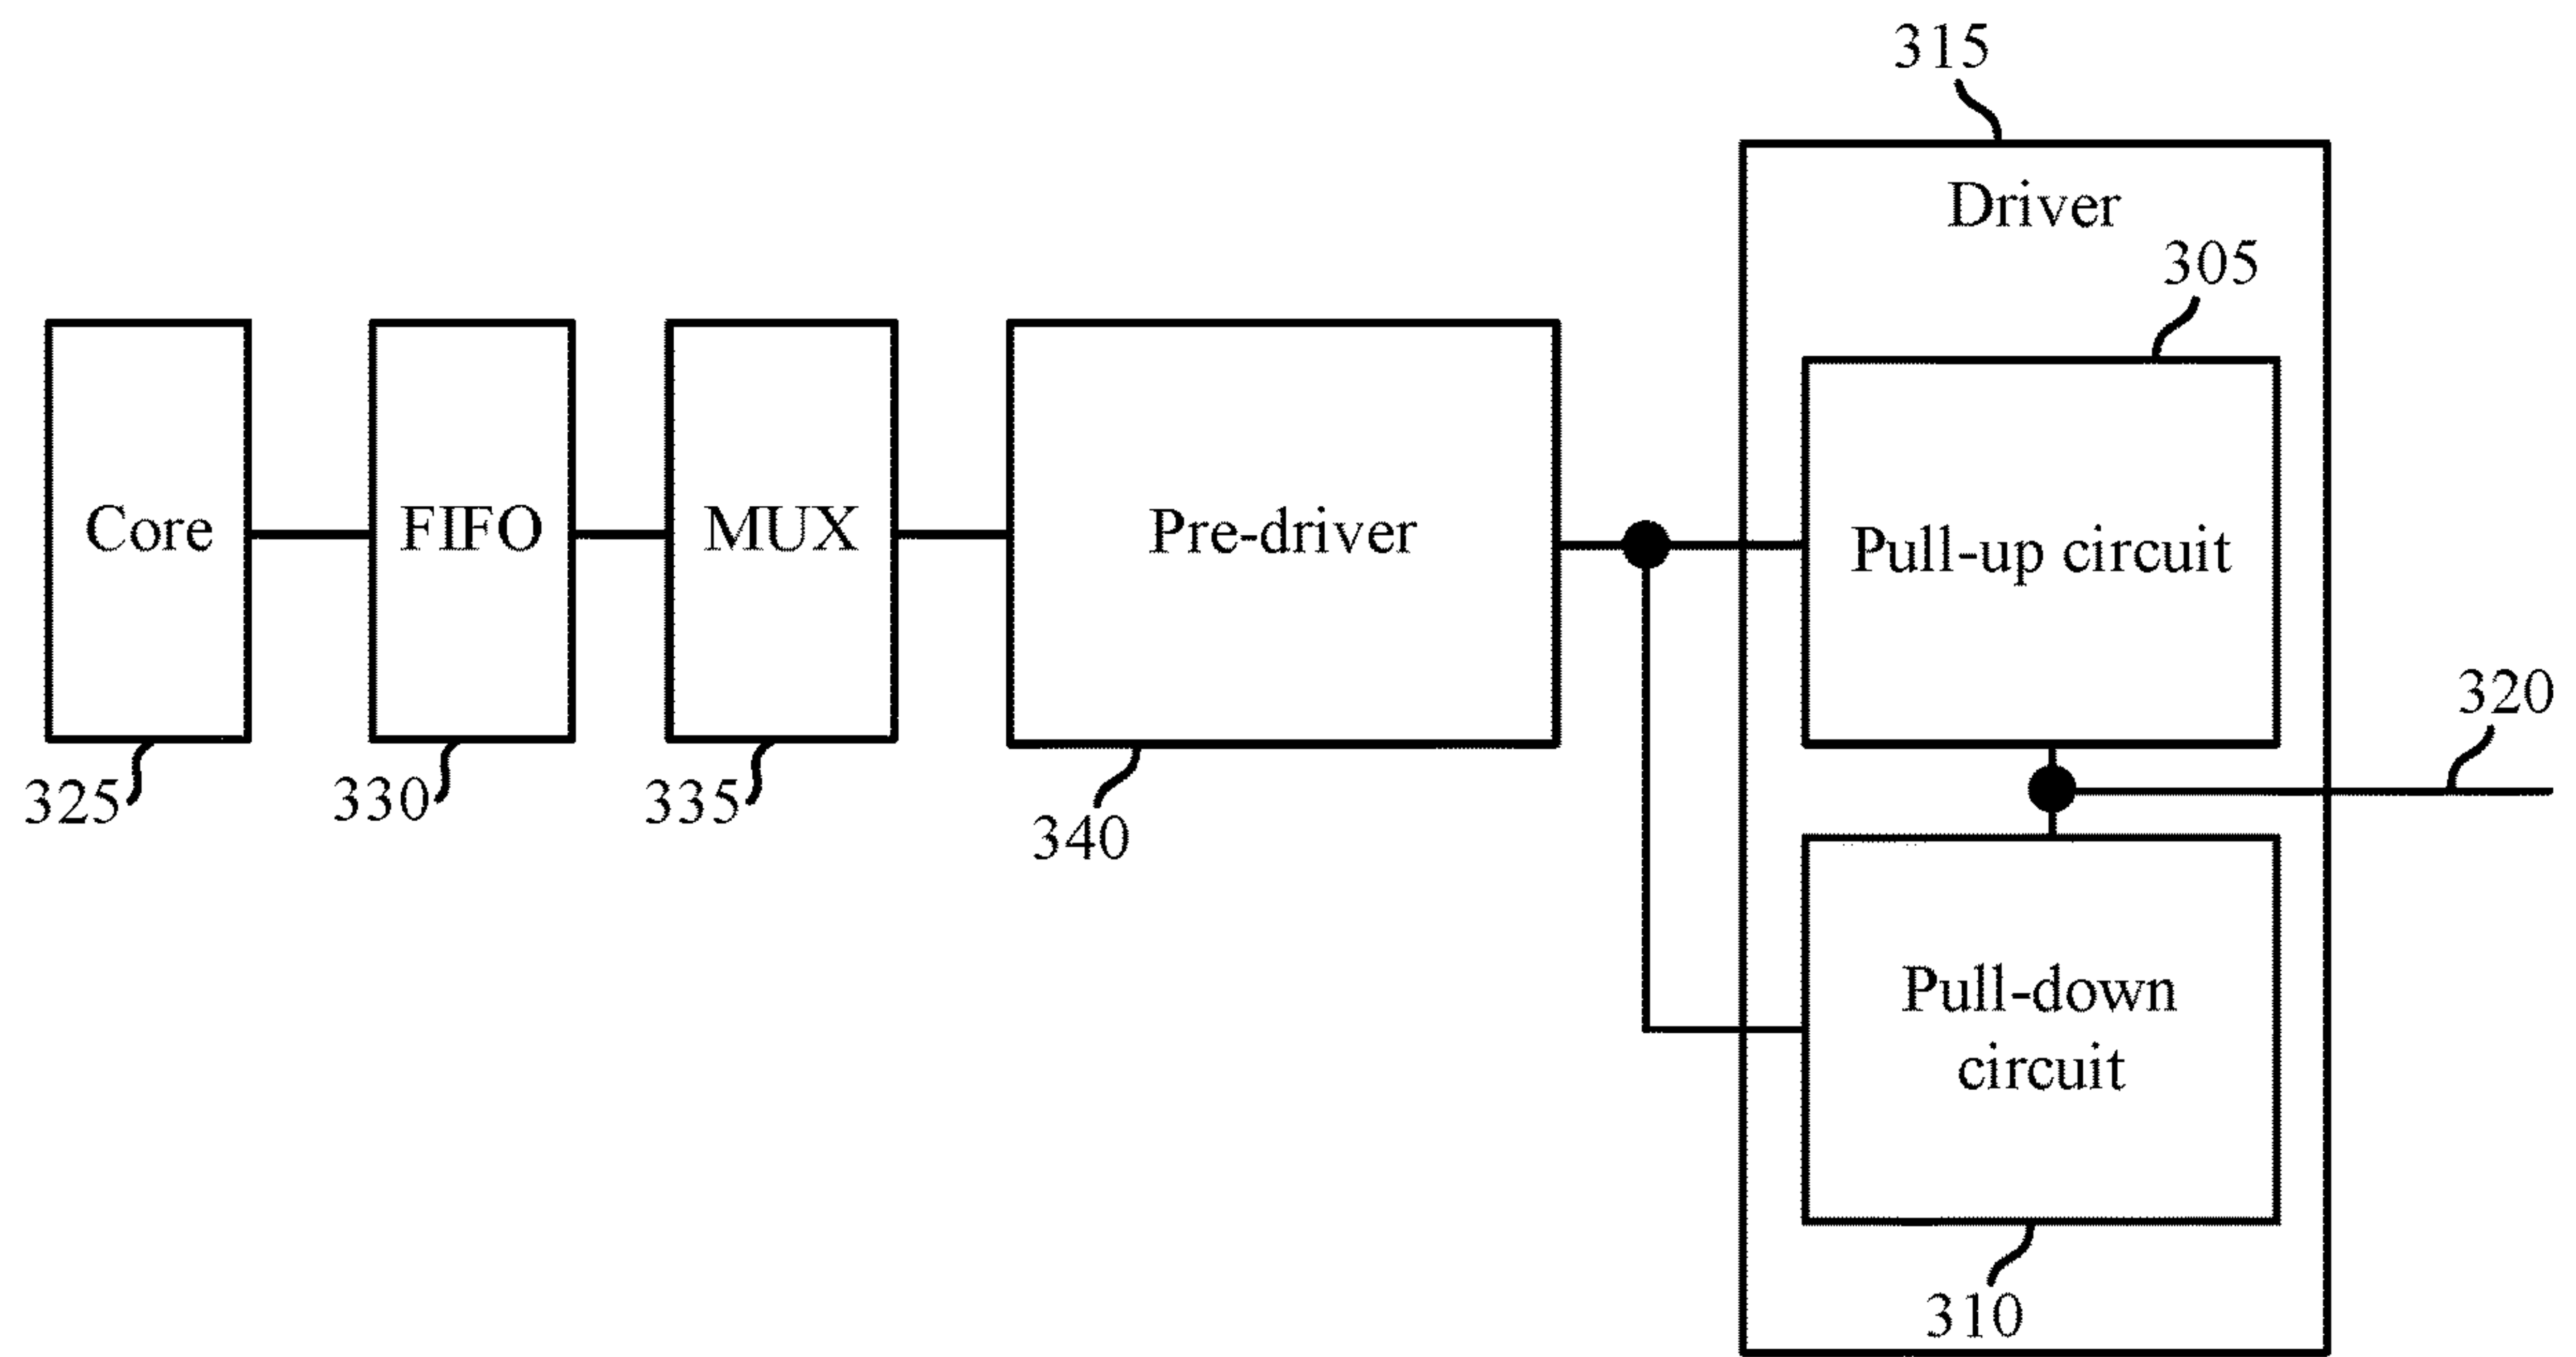 315
Driver
305
Core
FIFO
MUX
Pre-driver
Pull-up circuit
320
325
330
335
340
Pull-down
circuit
310